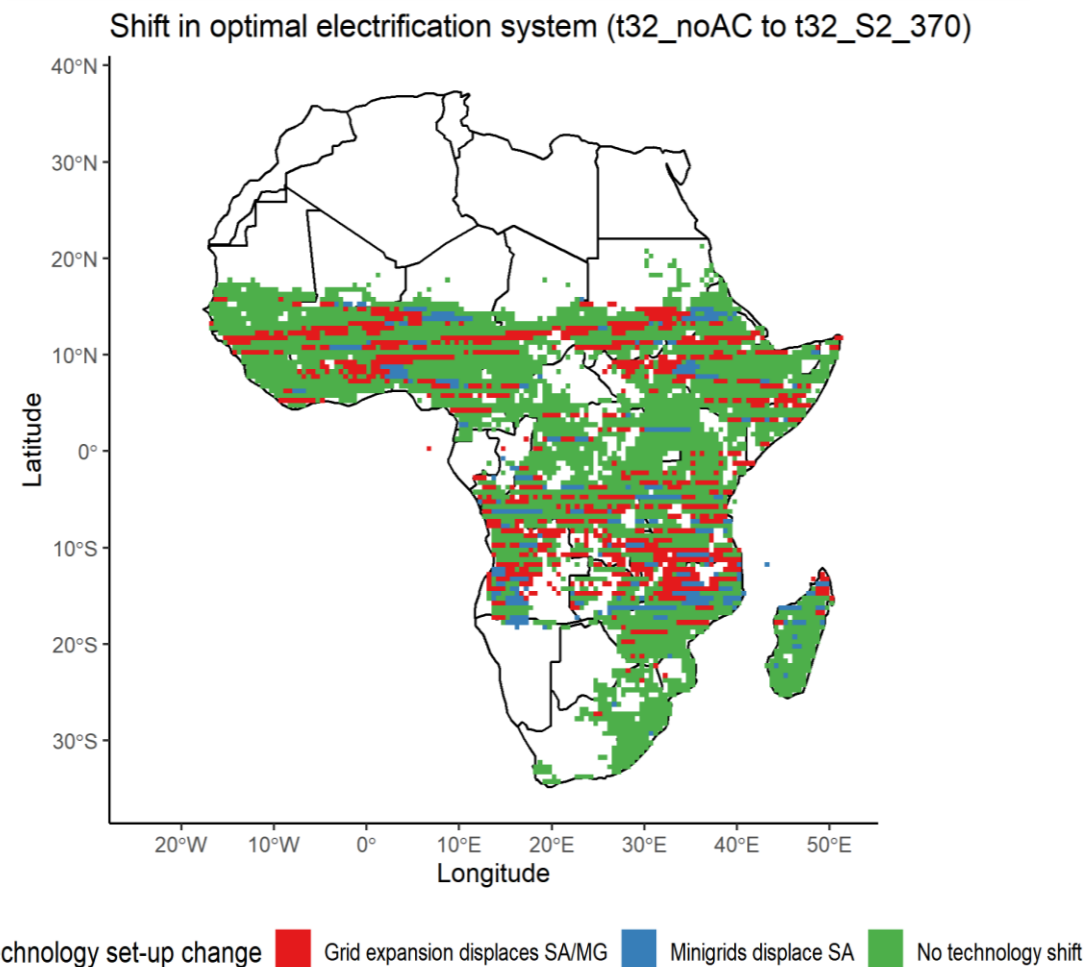 Shift in optimal electrification system (t32_noAC to t32_S2_370)
40°N
30°N
20°N
10°N
0°
10°S
20°S
30°S
Latitude
20°W 10°W 0° 10°E 20°E 30°E 40°E 50°E
Longitude
chnology set-up change Grid expansion displaces SA/MG Minigrids displace SA No technology shift